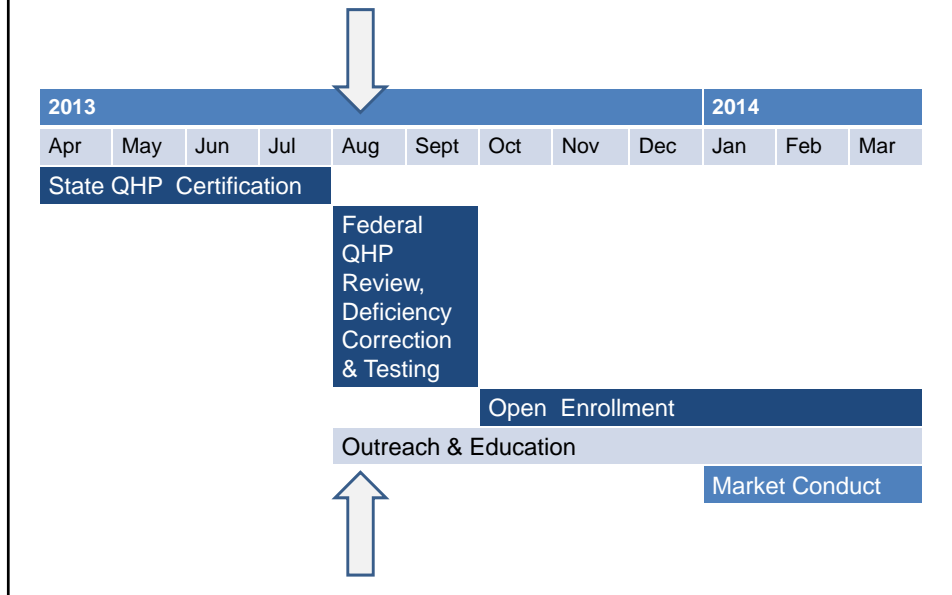 2013 2014
Apr May Jun Jul Aug Sept Oct Nov Dec Jan Feb Mar
State QHP Certification
Federal
QHP
Review,
Deficiency
Correction
& Testing
Open Enrollment
Outreach & Education
Market Conduct